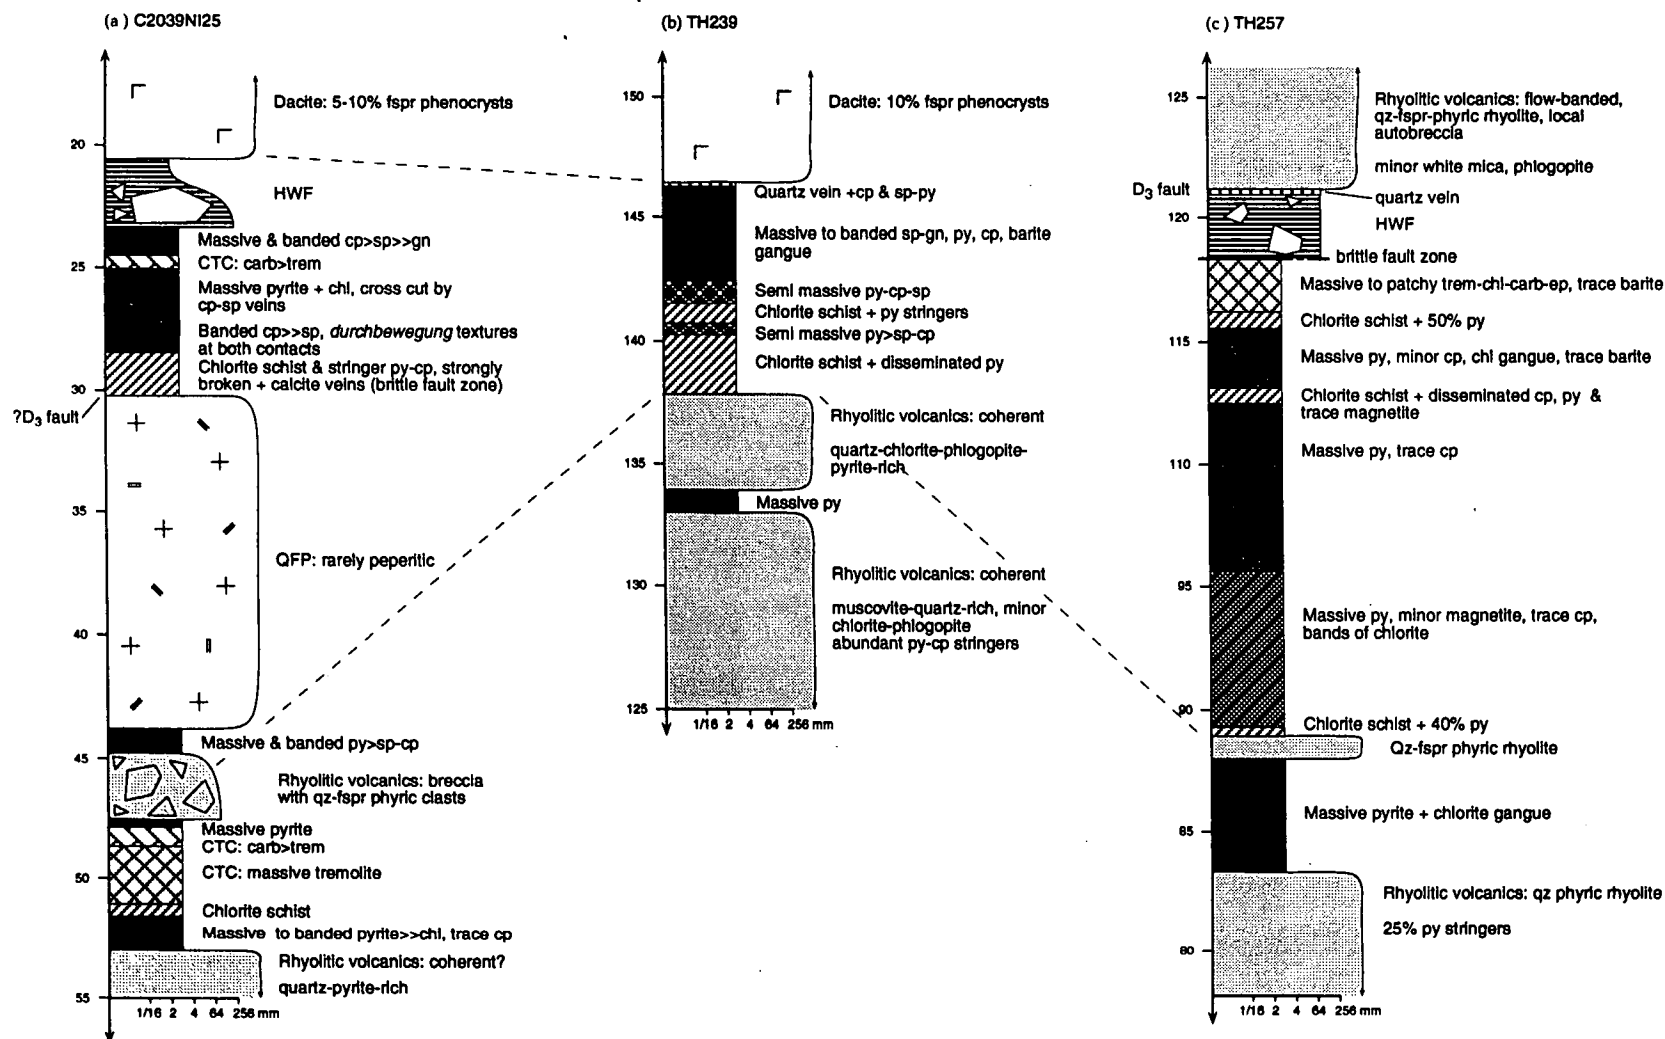 (a ) C2039NI25
20
25
30
?D3 fault
35
40
45
50
55
Dacite: 5-10% fspr phenocrysts
HWF
Massive & banded cp>sp>>gn
CTC: carb>trem
Massive pyrite + chl, cross cut by
cp-sp veins
Banded cp>>sp, durchbewegung textures
at both contacts
Chlorite schist & stringer py-cp, strongly
broken + calcite veins (brittle fault zone)
QFP: rarely peperitic
Massive & banded py>sp-cp
Rhyolitic volcanics: breccia
with qz-fspr phyric clasts
Massive pyrite
CTC: carb>trem
CTC: massive tremolite
Chlorite schist
Massive to banded pyrite>>chl, trace cp
Rhyolitic volcanics: coherent?
quartz-pyrite-rich
1/16 2 4 64 256 mm
(b) TH239
150
145
140
135
130
125
Dacite: 10% fspr phenocrysts
Quartz vein +cp & sp-py
Massive to banded sp-gn, py, cp, barite
gangue
Semi massive py-cp-sp
Chlorite schist + py stringers
Semi massive py>sp-cp
Chlorite schist + disseminated py
Rhyolitic volcanics: coherent
quartz-chlorite-phlogopite-
pyrite-rich
Massive py
Rhyolitic volcanics: coherent
muscovite-quartz-rich, minor
chlorite-phlogopite
abundant py-cp stringers
1/16 2 4 64 256 mm
(c ) TH257
125
D3 fault
120
115
110
95
90
85
80
Rhyolitic volcanics: flow-banded,
qz-fspr-phyric rhyolite, local
autobreccia
minor white mica, phlogopite
quartz vein
HWF
brittle fault zone
Massive to patchy trem-chl-carb-ep, trace barite
Chlorite schist + 50% py
Massive py, minor cp, chl gangue, trace barite
Chlorite schist + disseminated cp, py &
trace magnetite
Massive py, trace cp
Massive py, minor magnetite, trace cp,
bands of chlorite
Chlorite schist + 40% py
Qz-fspr phyric rhyolite
Massive pyrite + chlorite gangue
Rhyolitic volcanics: qz phyric rhyolite
25% py stringers
1/16 2 4 64 256 mm